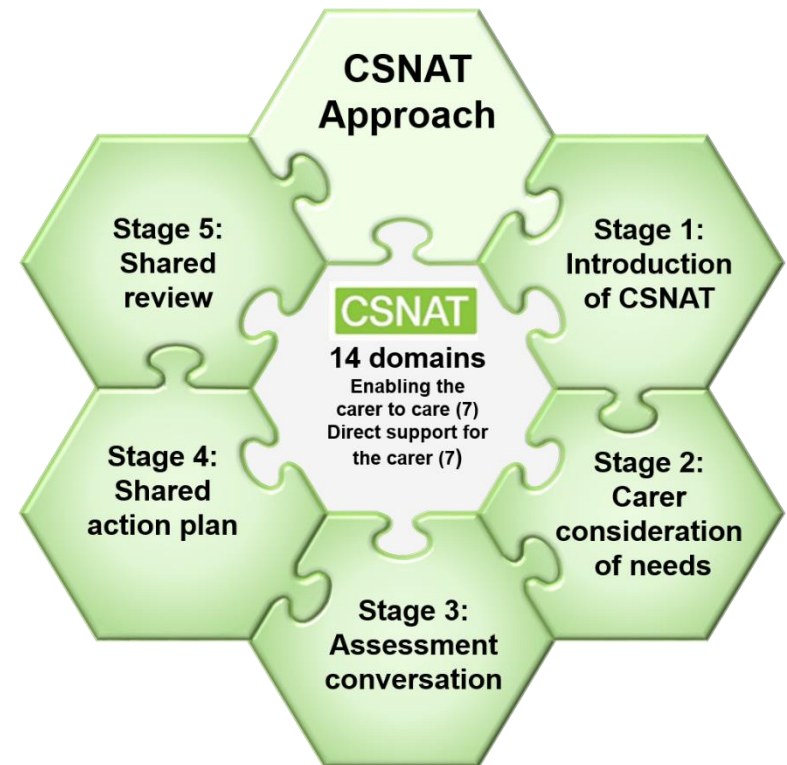 CSNAT
Approach
Stage 1:
Introduction
of CSNAT
Stage 2:
Carer
consideration
of needs
Stage 3:
Assessment
conversation
Stage 4:
Shared
action plan
Stage 5:
Shared
review
CSNAT
14 domains
Enabling the
carer to care (7)
Direct support for
the carer (7)